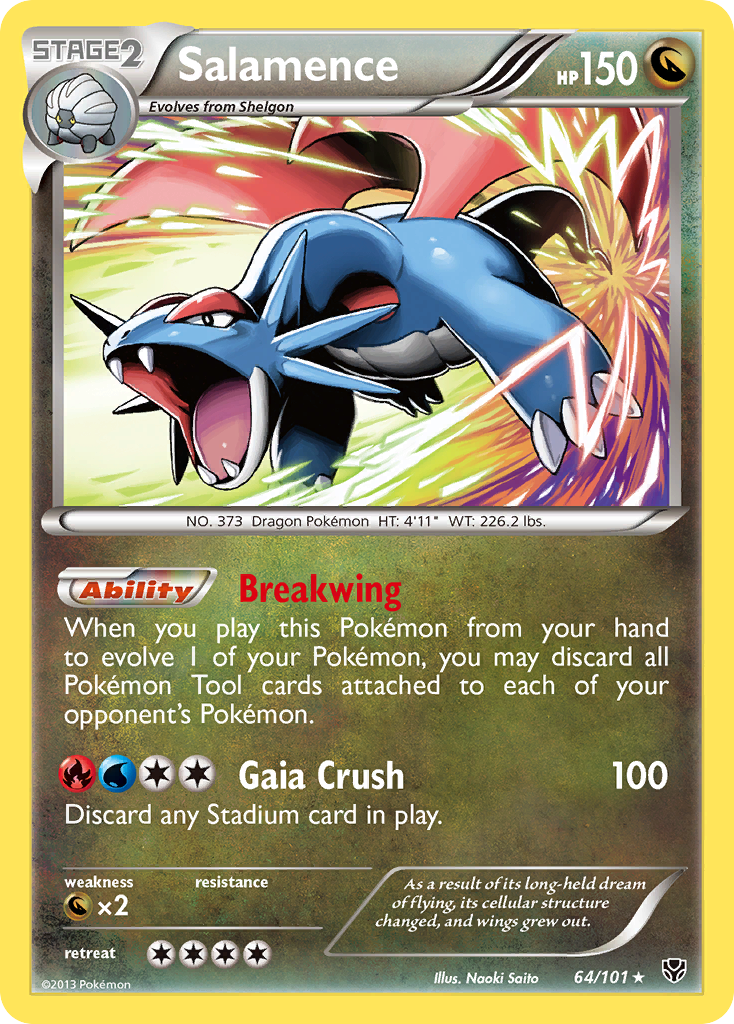 STAGE2
Salamence
HP150
Evolves from Shelgon
NO. 373 Dragon Pokémon HT: 4'11" WT: 226.2 lbs.
Ability Breakwing
When you play this Pokémon from your hand
to evolve 1 of your Pokémon, you may discard all
Pokémon Tool cards attached to each of your
opponent's Pokémon.
Gaia Crush 100
Discard any Stadium card in play.
weakness resistance
×2
As a result of its long-held dream
of flying, its cellular structure
changed, and wings grew out.
retreat
©2013 Pokémon
Illus. Naoki Saito
64/101 ★